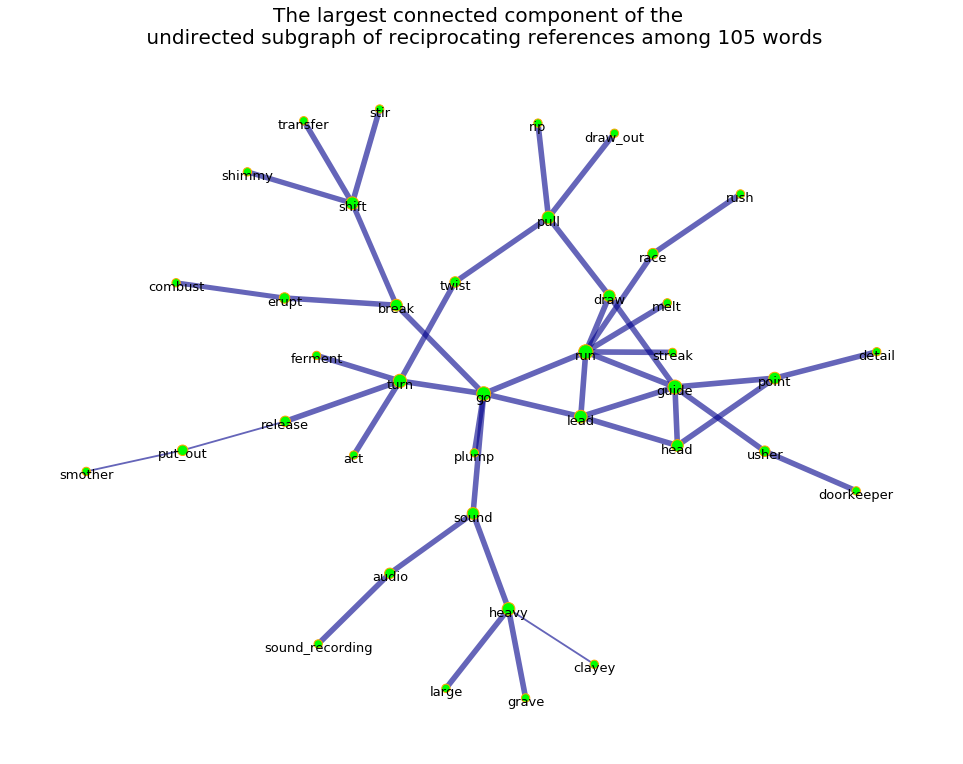 The largest connected component of the
undirected subgraph of reciprocating references among 105 words
stir
transfer
rip
draw_out
shimmy
rush
shift
pull
race
combust
twist
erupt
draw
break
melt
ferment
run
streak
detail
turn
point
guide
go
release
lead
head
put_out
act
plump
usher
smother
doorkeeper
sound
audio
heavy
sound_recording
clayey
large
grave